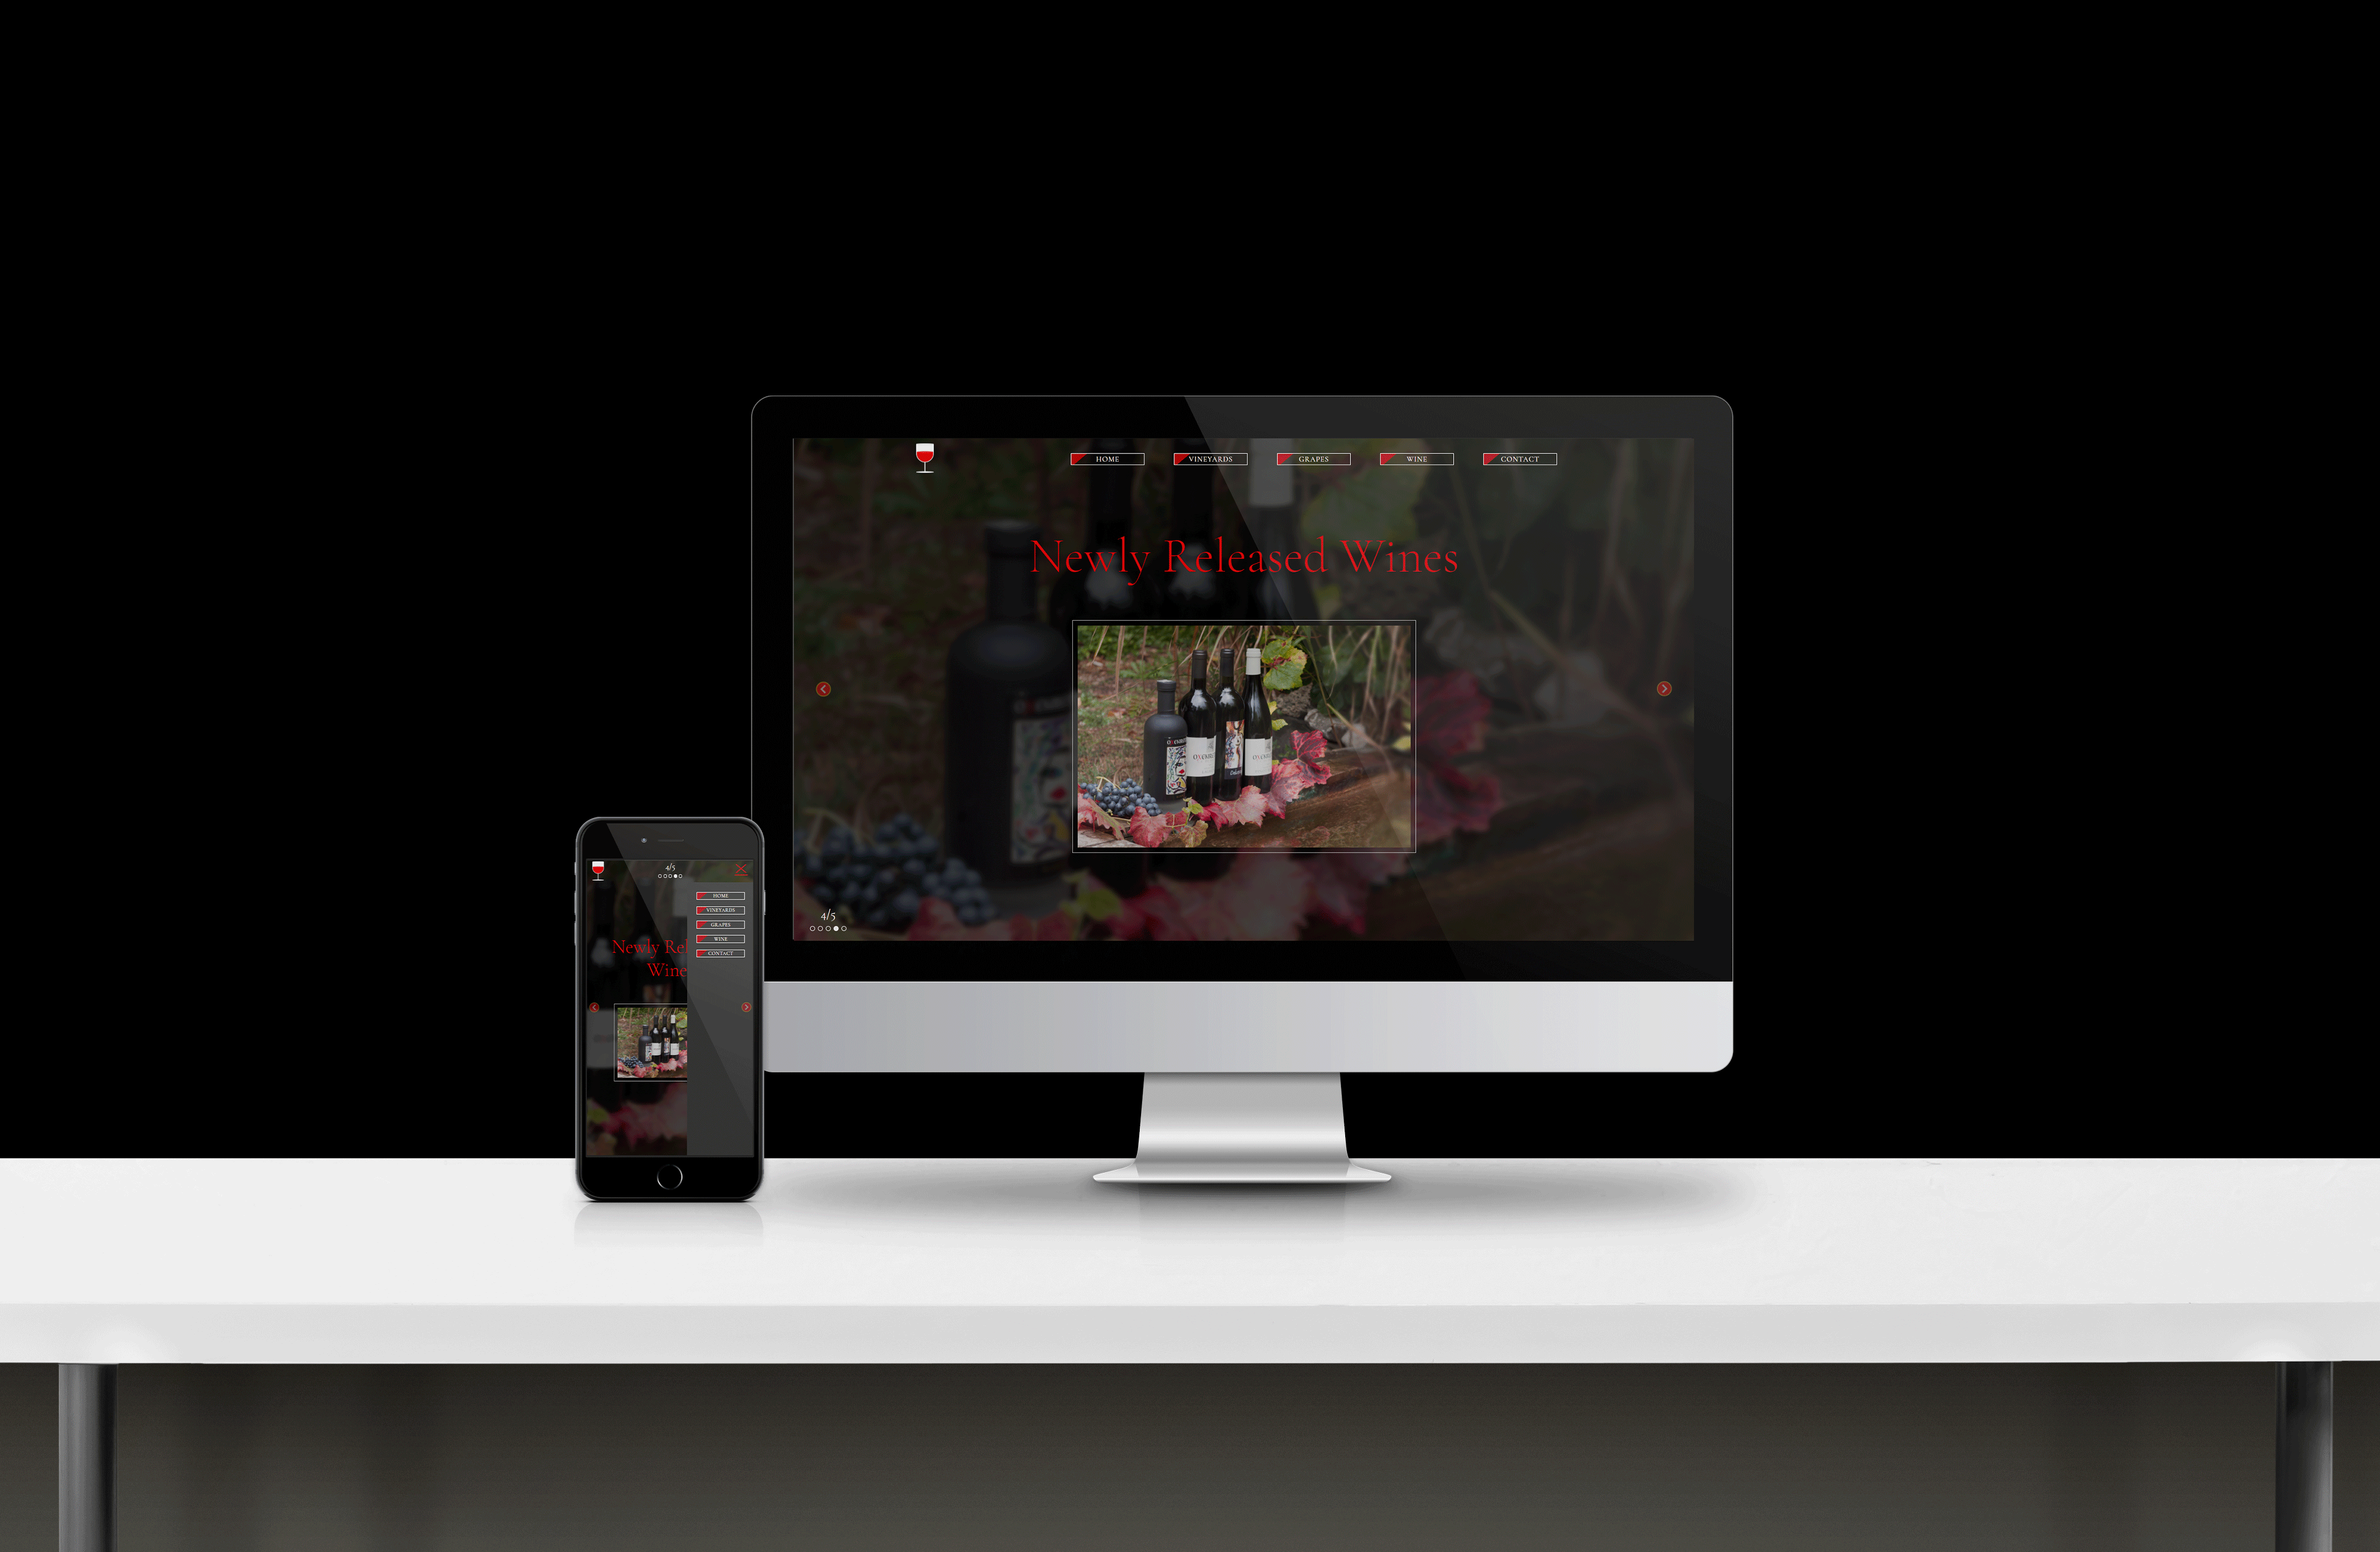 HOME
VINEYARDS
GRAPES
WINE
CONTACT
Newly Released Wines
4/5
4/5
HOME
VINEYARDS
GRAPES
WINE
CONTACT
Newly Rel
Wine